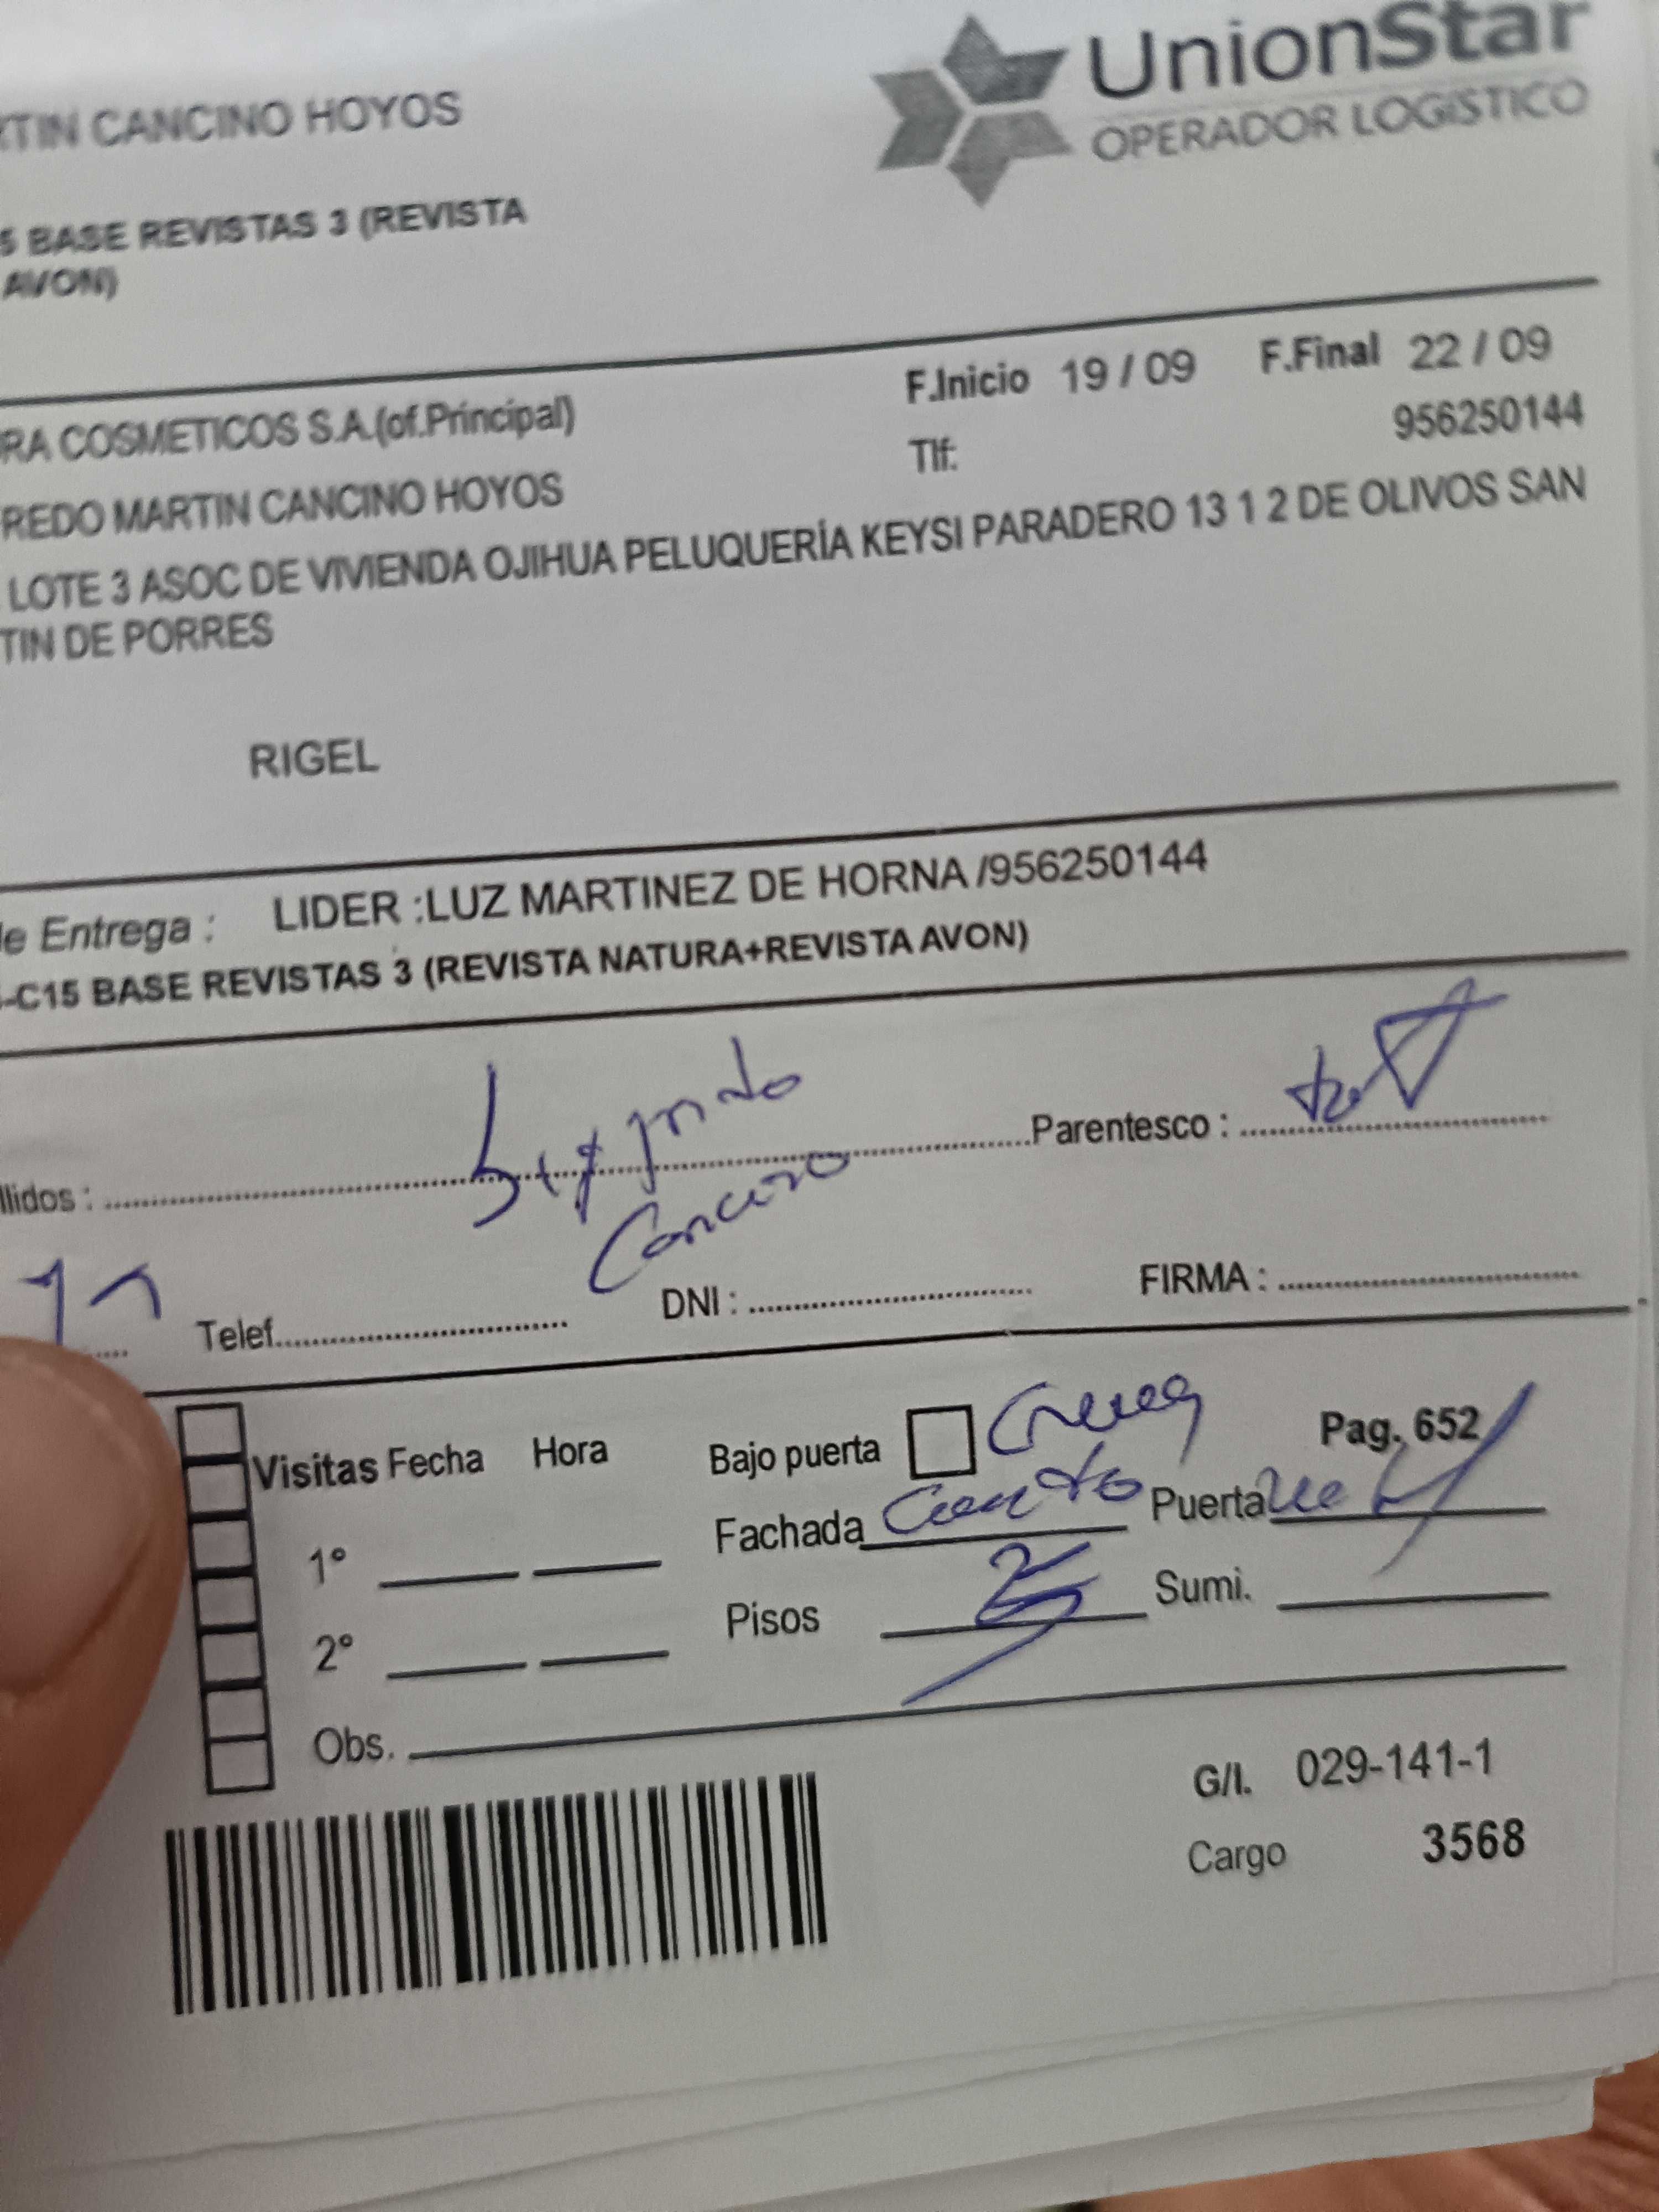 UnionStar
OPERADOR LOGÍSTICO
RTIN CANCINO HOYOS
5 BASE REVISTAS 3 (REVISTA
AVON)
F.Inicio 19 / 09 F.Final 22 / 09
RA COSMETICOS S.A.(of.Principal)
Tlf: 956250144
REDO MARTIN CANCINO HOYOS
LOTE 3 ASOC DE VIVIENDA OJIHUA PELUQUERÍA KEYSI PARADERO 13 1 2 DE OLIVOS SAN
TIN DE PORRES
RIGEL
de Entrega : LIDER :LUZ MARTINEZ DE HORNA /956250144
-C15 BASE REVISTAS 3 (REVISTA NATURA+REVISTA AVON)
llidos : Parentesco :
Cancino
Telef. DNI : FIRMA :
Visitas Fecha Hora Bajo puerta Pag. 652
Fachada Puerta
1°
Pisos Sumi.
2°
Obs.
G/I. 029-141-1
Cargo 3568